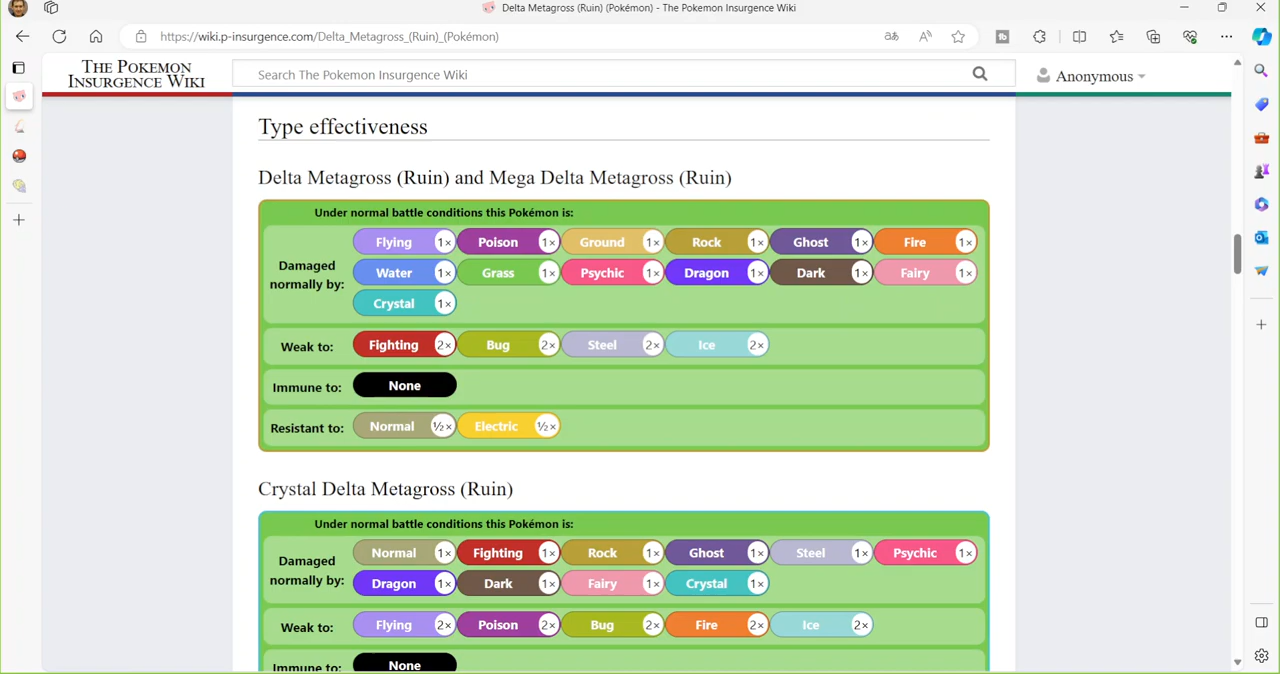 Delta Metagross (Ruin) (Pokémon) - The Pokemon Insurgence Wiki
https://wiki.p-insurgence.com/Delta_Metagross_(Ruin)_(Pokémon)
THE POKEMON
INSURGENCE WIKI
Search The Pokemon Insurgence Wiki
Anonymous
Type effectiveness
Delta Metagross (Ruin) and Mega Delta Metagross (Ruin)
Under normal battle conditions this Pokémon is:
Damaged normally by:
Flying 1× Poison 1× Ground 1× Rock 1× Ghost 1× Fire 1×
Water 1× Grass 1× Psychic 1× Dragon 1× Dark 1× Fairy 1×
Crystal 1×
Weak to: Fighting 2× Bug 2× Steel 2× Ice 2×
Immune to: None
Resistant to: Normal ½× Electric ½×
Crystal Delta Metagross (Ruin)
Under normal battle conditions this Pokémon is:
Damaged normally by:
Normal 1× Fighting 1× Rock 1× Ghost 1× Steel 1× Psychic 1×
Dragon 1× Dark 1× Fairy 1× Crystal 1×
Weak to: Flying 2× Poison 2× Bug 2× Fire 2× Ice 2×
Immune to: None